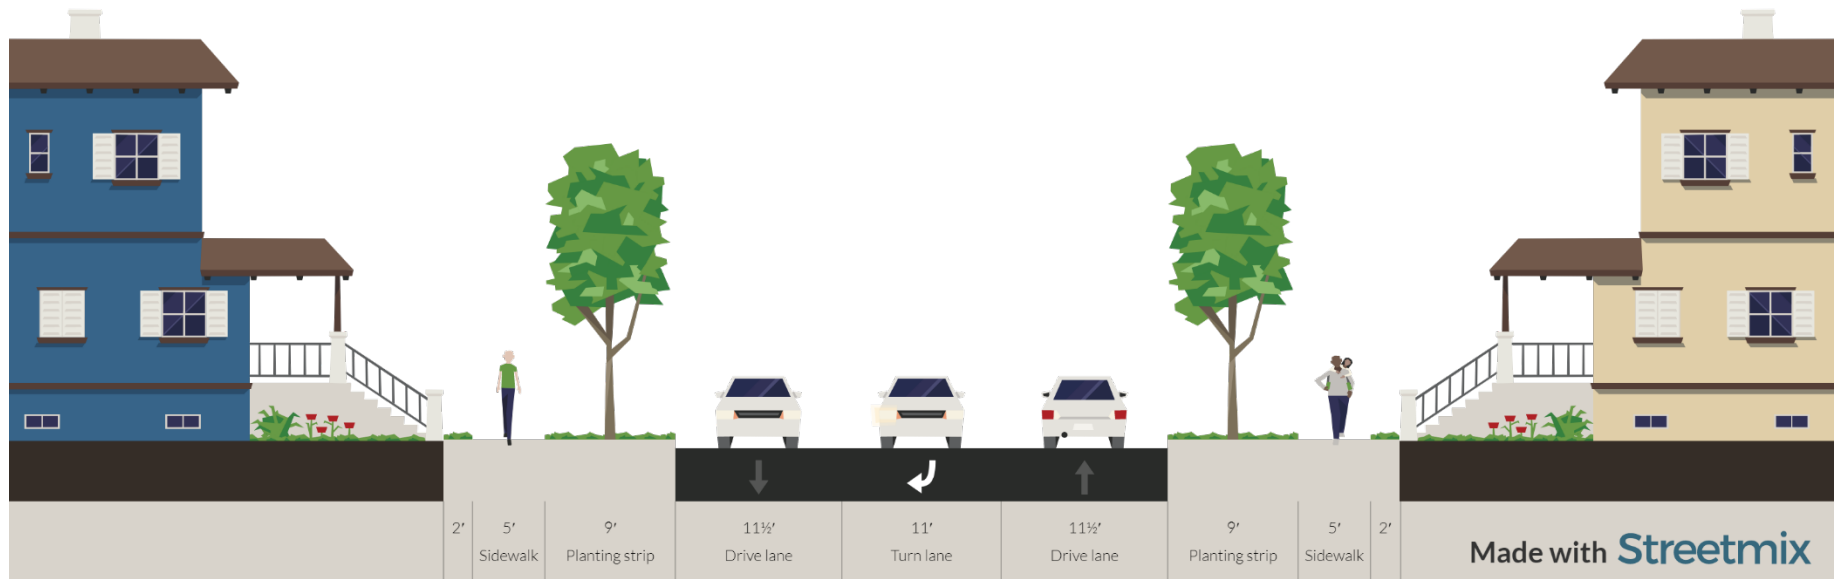 2′ 5′ 9′ 11½′ 11′ 11½′ 9′ 5′ 2′
Sidewalk Planting strip Drive lane Turn lane Drive lane Planting strip Sidewalk
Made with Streetmix